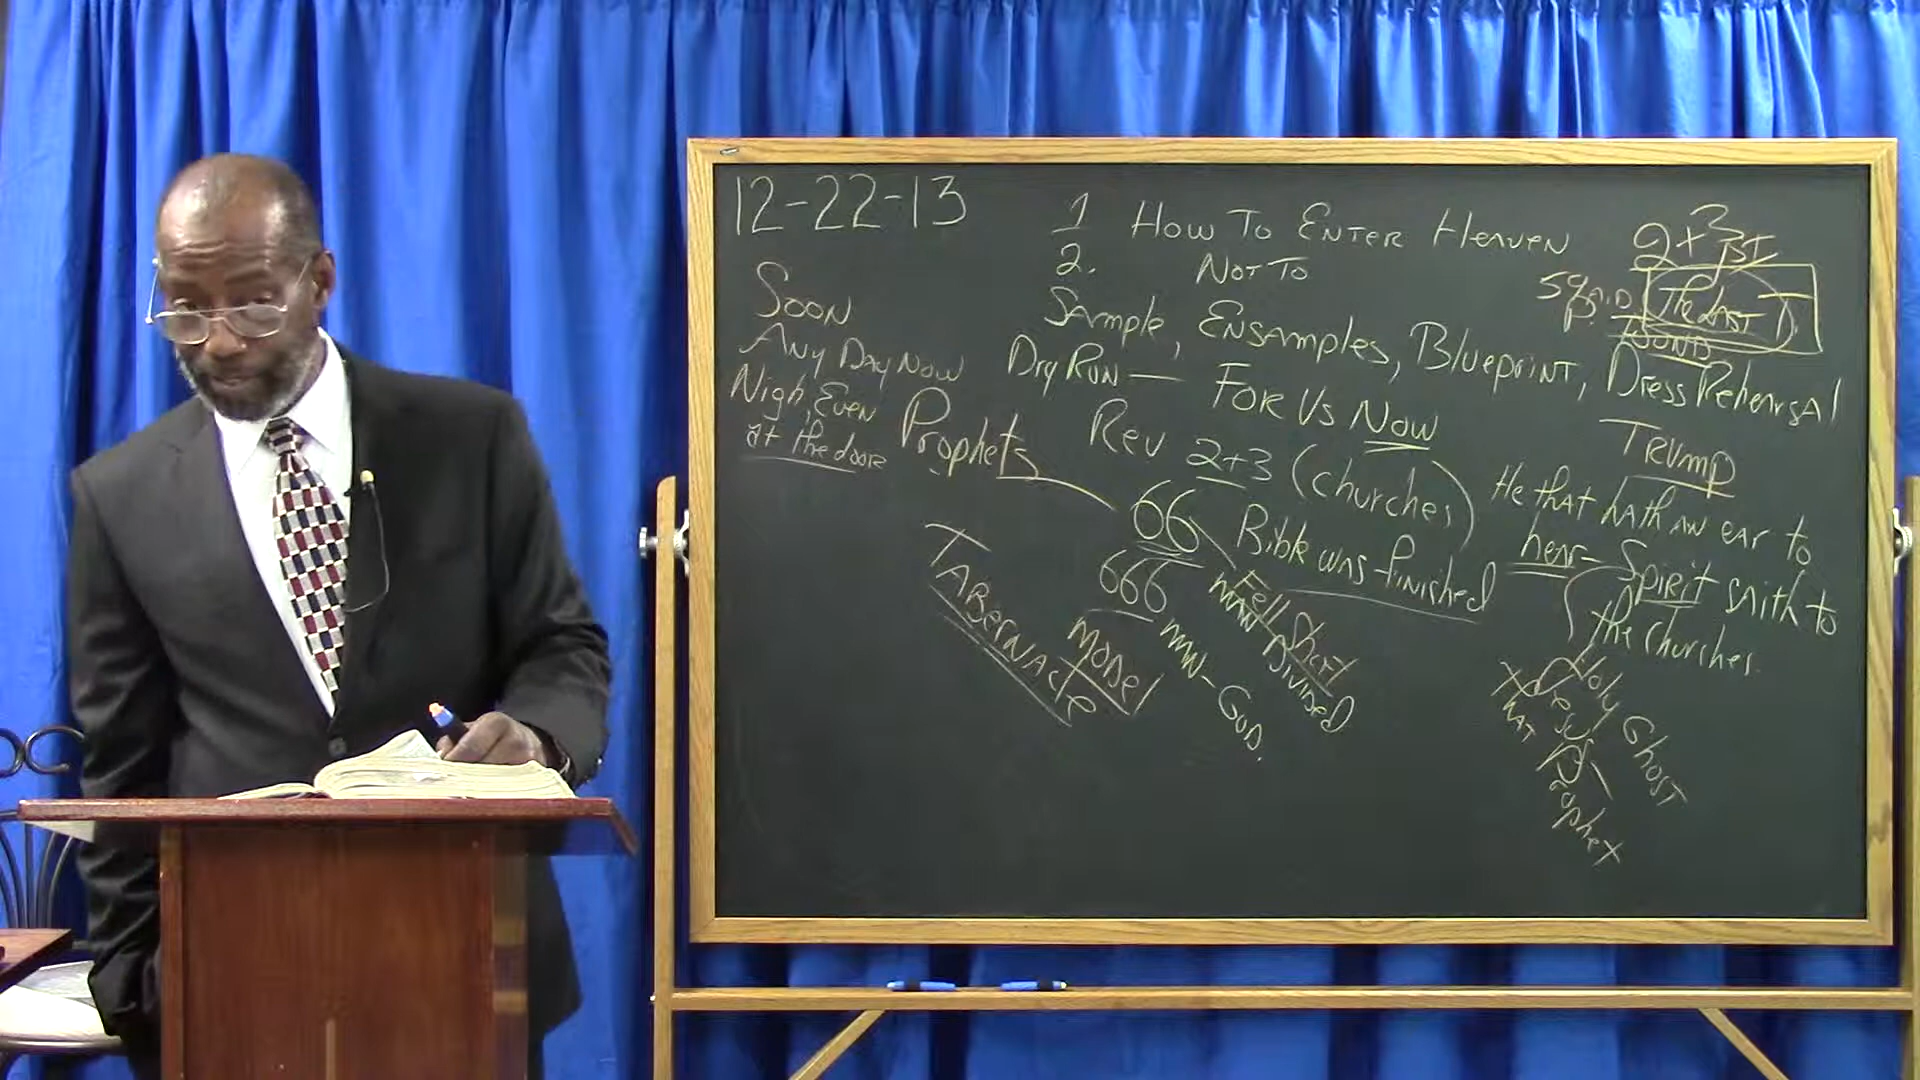 12-22-13
1 How To Enter Heaven
2. Not To
Soon
Any Day Now
Nigh, Even
at the door
Sample, Ensamples, Blueprint, Dress Rehearsal
Dry Run — For Us Now
Prophets
Rev 2+3 (churches)
66 Bible was finished
666
Fell Short
Man Divided
Man-God.
Model
Tabernacle
2+3
The Last
Sound
Trump
He that hath an ear to
hear - Spirit saith to
the churches.
Holy Ghost
Jesus
That Prophet